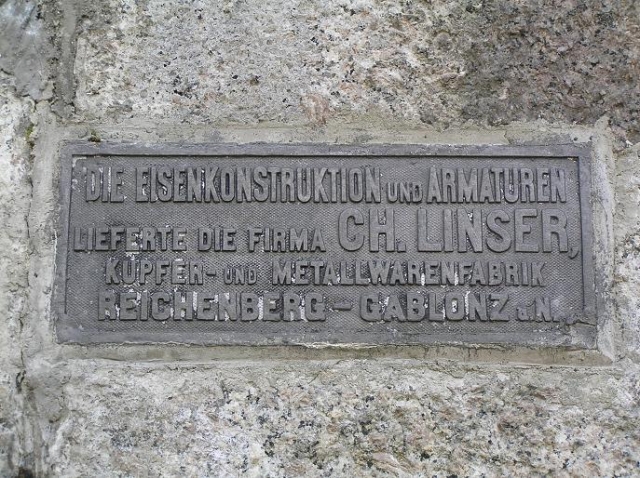 DIE EISENKONSTRUKTION UND ARMATUREN
LIEFERTE DIE FIRMA CH. LINSER,
KUPFER- UND METALLWARENFABRIK
REICHENBERG - GABLONZ a.N.